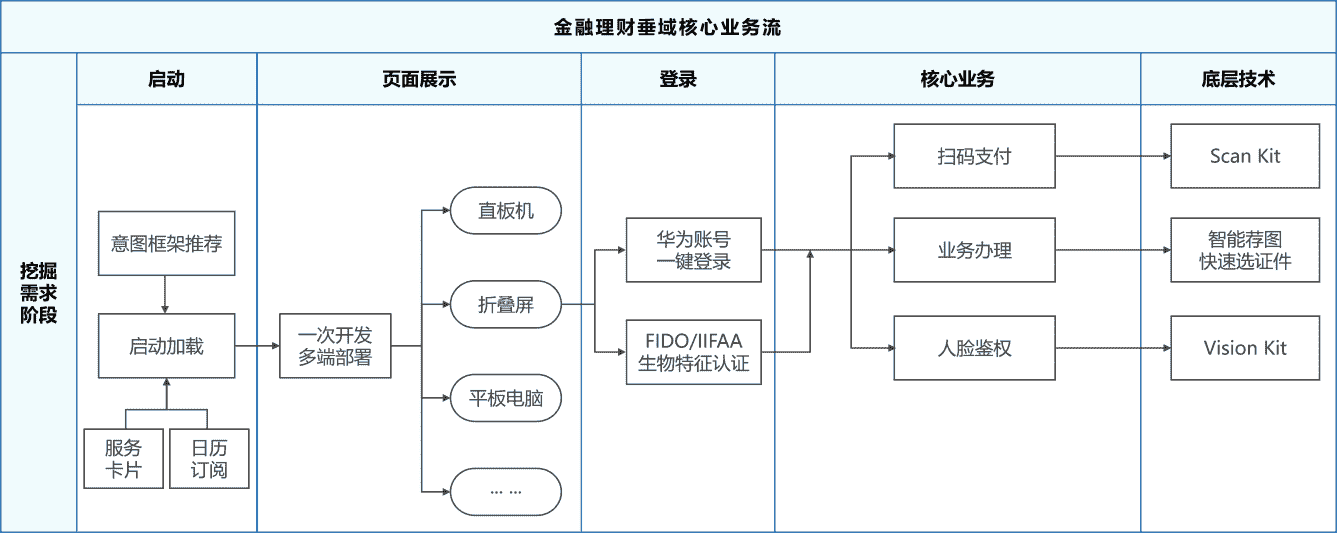 金融理财垂域核心业务流
启动
页面展示
登录
核心业务
底层技术
挖掘
需求
阶段
意图框架推荐
启动加载
服务
卡片
日历
订阅
一次开发
多端部署
直板机
折叠屏
平板电脑
… …
华为账号
一键登录
FIDO/IIFAA
生物特征认证
扫码支付
业务办理
人脸鉴权
Scan Kit
智能荐图
快速选证件
Vision Kit